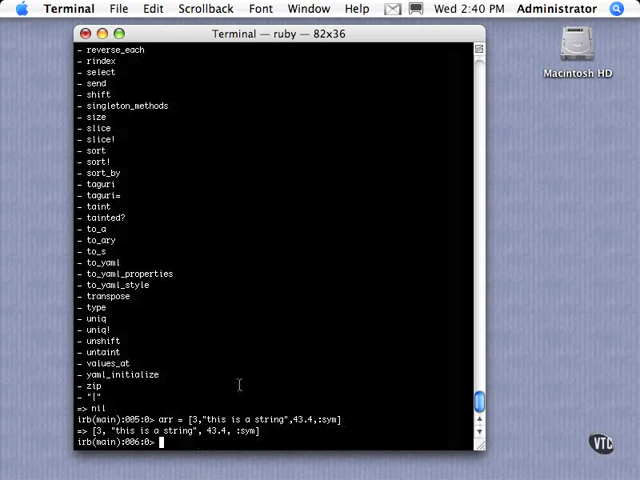 Terminal File Edit View Scrollback Font Window Help Wed 2:40 PM Administrator
Terminal — ruby — 82x36
Macintosh HD
- reverse_each
- rindex
- select
- send
- shift
- singleton_methods
- size
- slice
- slice!
- sort
- sort!
- sort_by
- taguri
- taguri=
- taint
- tainted?
- to_a
- to_ary
- to_s
- to_yaml
- to_yaml_properties
- to_yaml_style
- transpose
- type
- uniq
- uniq!
- unshift
- untaint
- values_at
- yaml_initialize
- zip
- "|"
=> nil
irb(main):005:0> arr = [3,"this is a string",43.4,:sym]
=> [3, "this is a string", 43.4, :sym]
irb(main):006:0>
VTC